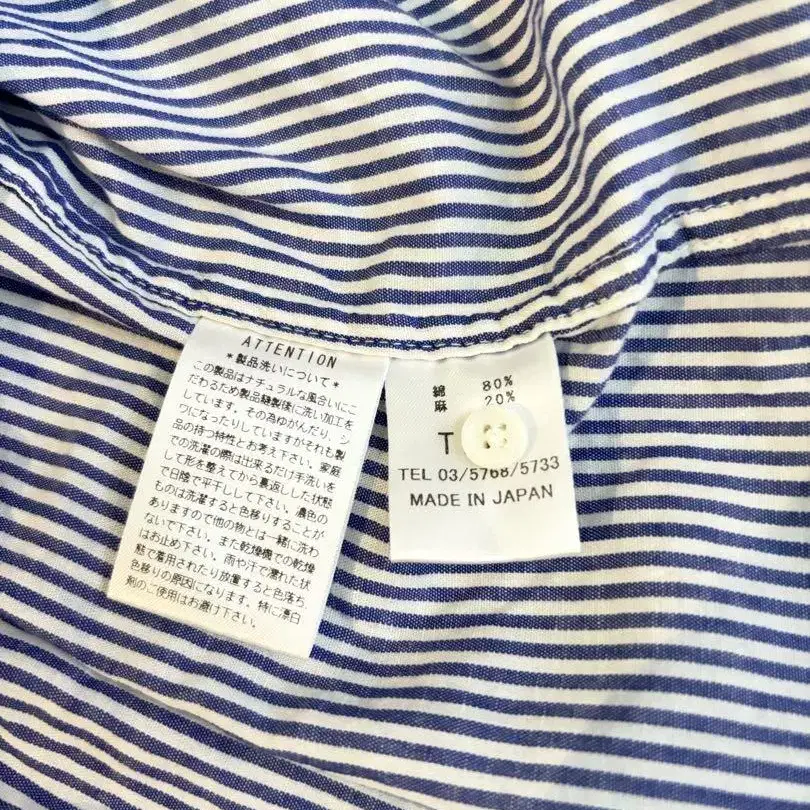 ATTENTION
*製品洗いについて*
この製品はナチュラルな風合いにこ
だわるため製品縫製後に洗い加工を
しています。その為ゆがんだり、シ
ワになったりしていますがそれも製
品の持つ特性とお考え下さい。家庭
での洗濯の際は出来るだけ手洗いを
して形を整えてから裏返しした状態
で日陰で平干しして下さい。濃色の
ものは洗濯すると色移りすることが
ありますので他の物とは一緒に洗わ
ないで下さい。また乾燥機での乾燥
はお止め下さい。雨や汗で濡れた状
態で着用されたり放置すると色落ち、
色移りの原因になります。特に漂白
剤のご使用はお避け下さい。
綿 80%
麻 20%
T
TEL 03/5768/5733
MADE IN JAPAN